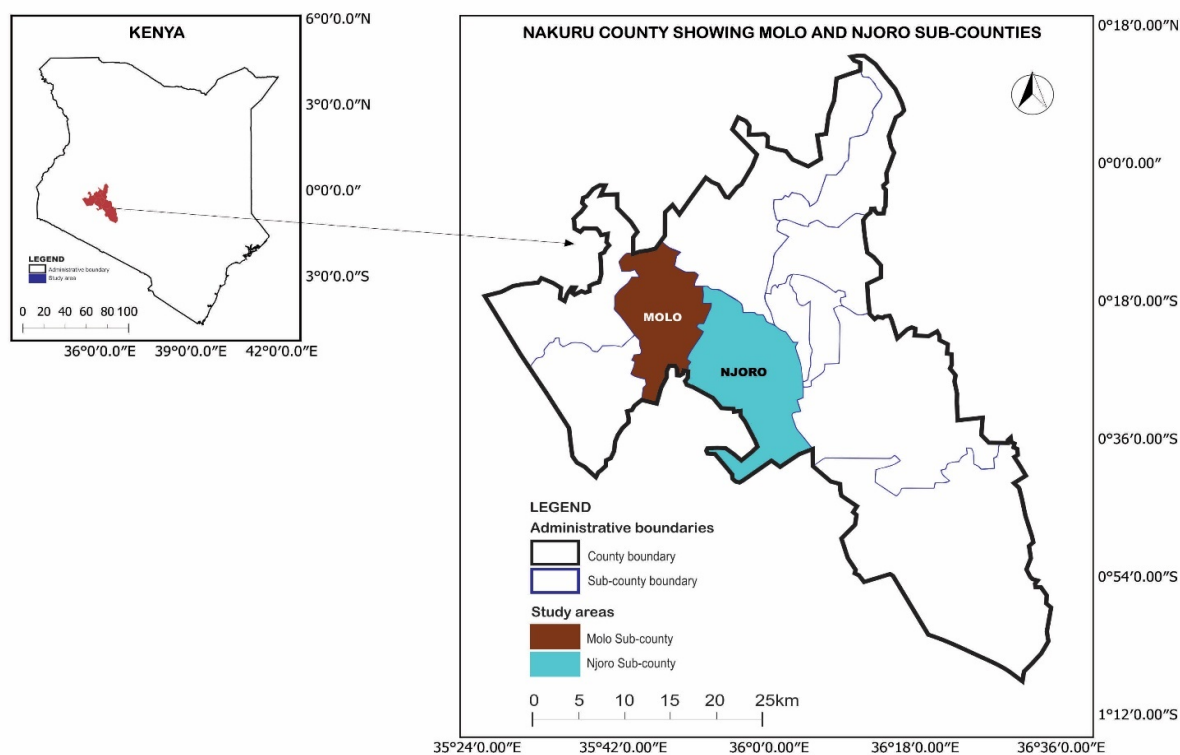 KENYA
6°0′0.0″N
3°0′0.0″N
0°0′0.0″
3°0′0.0″S
LEGEND
Administrative boundary
Study areas
0 20 40 60 80 100
36°0′0.0″E 39°0′0.0″E 42°0′0.0″E
NAKURU COUNTY SHOWING MOLO AND NJORO SUB-COUNTIES
0°18′0.00″N
0°0′0.00″
0°18′0.00″S
0°36′0.00″S
0°54′0.00″S
1°12′0.00″S
MOLO
NJORO
LEGEND
Administrative boundaries
County boundary
Sub-county boundary
Study areas
Molo Sub-county
Njoro Sub-county
0 5 10 15 20 25km
35°24′0.00″E 35°42′0.00″E 36°0′0.00″E 36°18′0.00″E 36°36′0.00″E